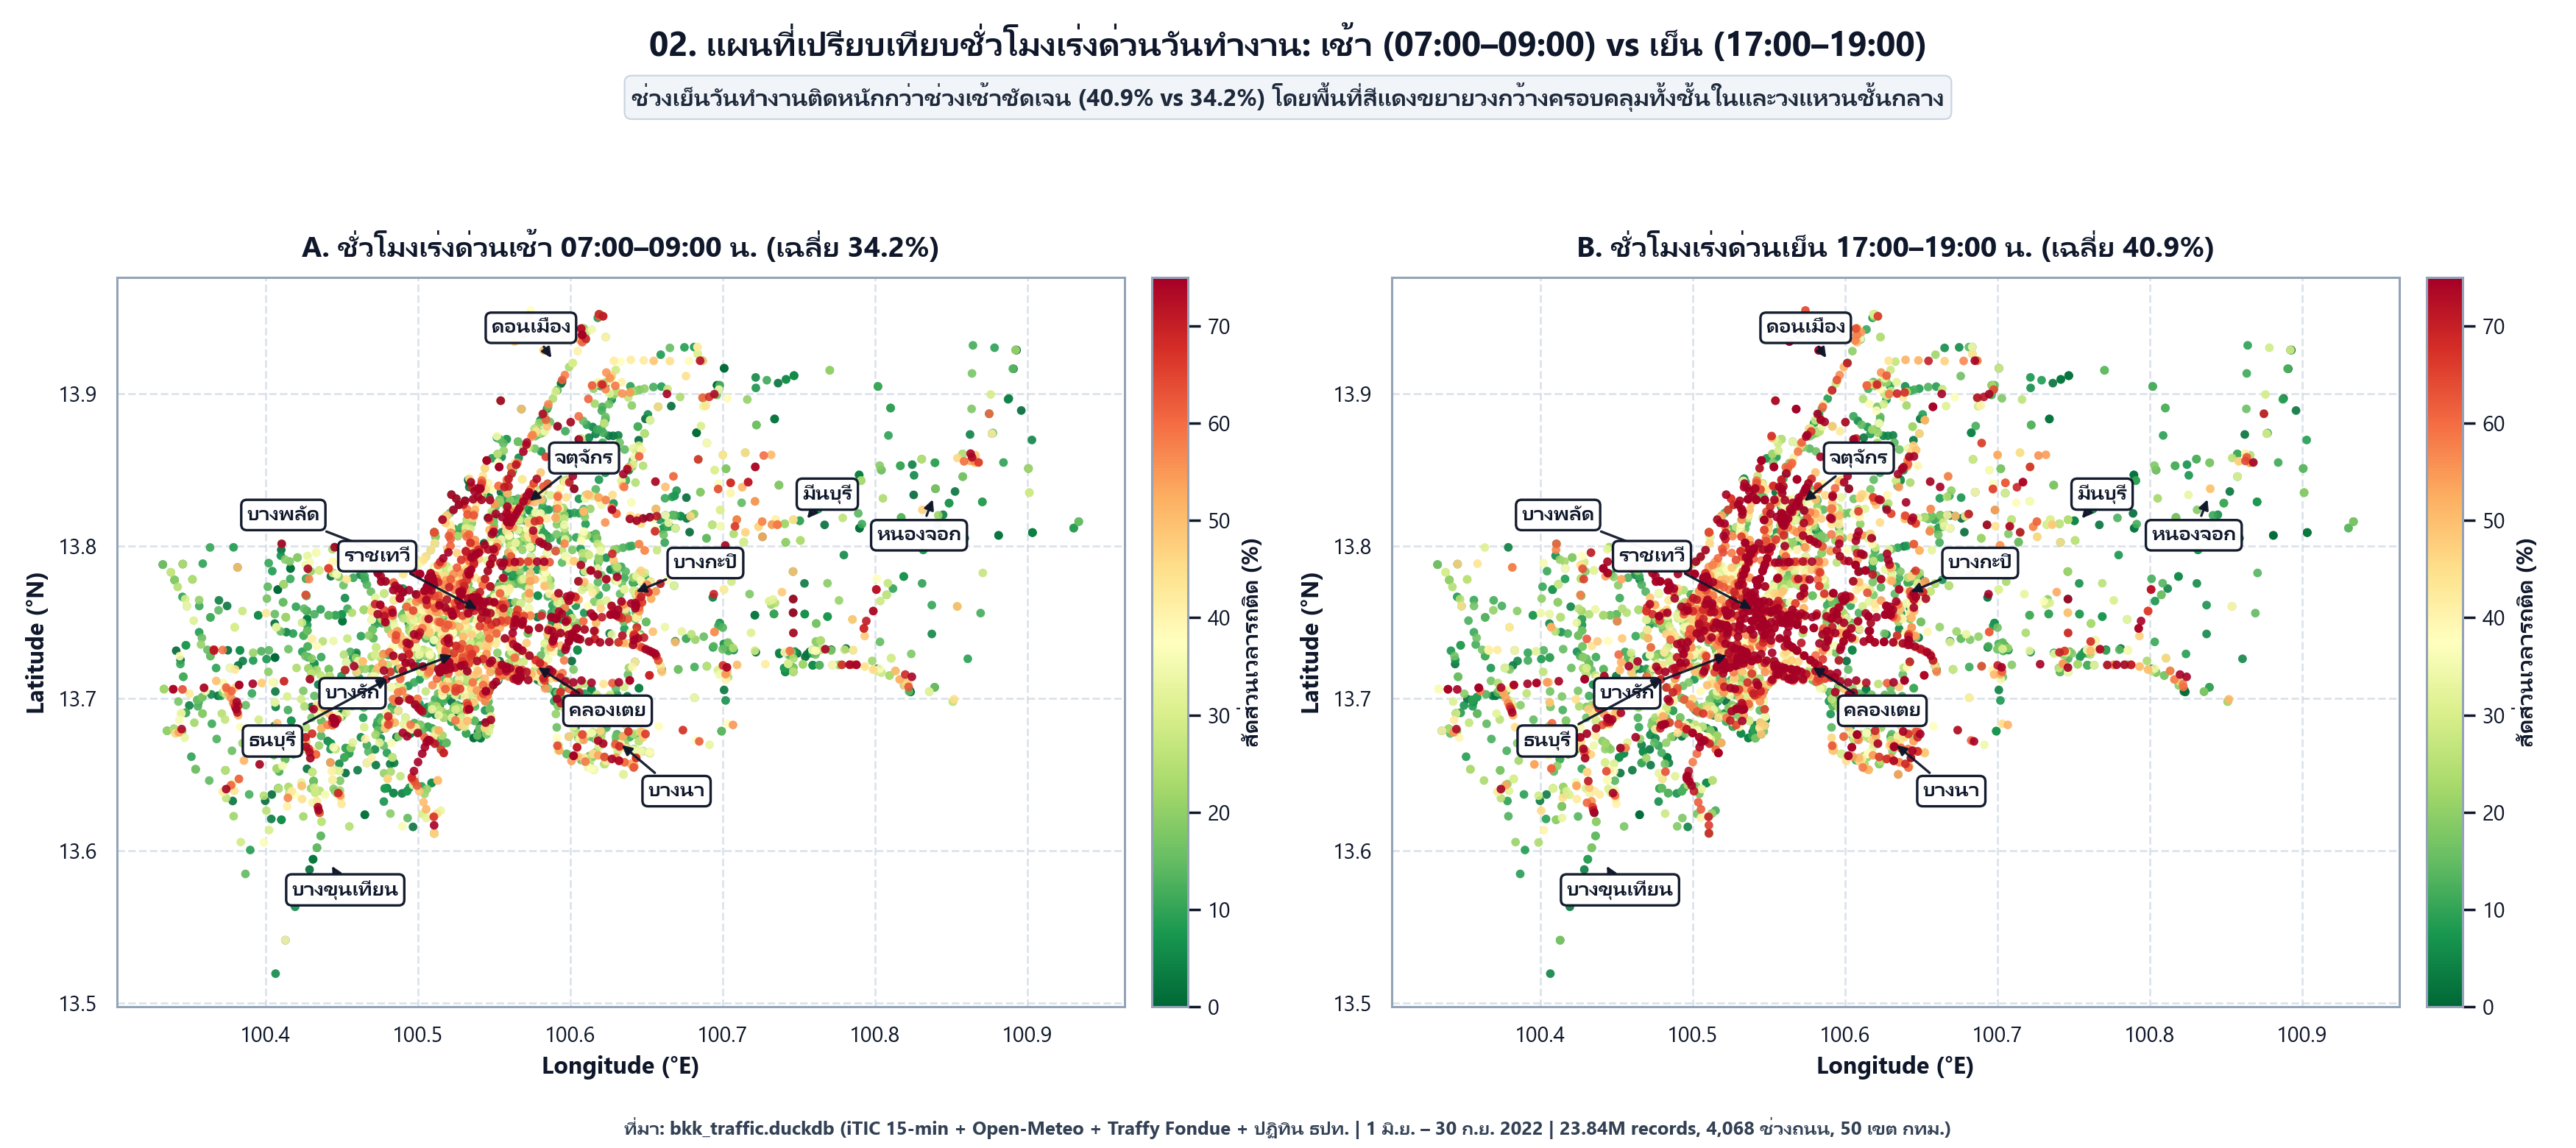 02. แผนที่เปรียบเทียบชั่วโมงเร่งด่วนวันทำงาน: เช้า (07:00–09:00) vs เย็น (17:00–19:00)
ช่วงเย็นวันทำงานติดหนักกว่าช่วงเช้าชัดเจน (40.9% vs 34.2%) โดยพื้นที่สีแดงขยายวงกว้างครอบคลุมทั้งชั้นในและวงแหวนชั้นกลาง
A. ชั่วโมงเร่งด่วนเช้า 07:00–09:00 น. (เฉลี่ย 34.2%)
ดอนเมือง
จตุจักร
มีนบุรี
บางพลัด
หนองจอก
ราชเทวี
บางกะปิ
บางรัก
คลองเตย
ธนบุรี
บางนา
บางขุนเทียน
13.9
13.8
13.7
13.6
13.5
Latitude (°N)
100.4
100.5
100.6
100.7
100.8
100.9
Longitude (°E)
70
60
50
40
30
20
10
0
สัดส่วนเวลารถติด (%)
B. ชั่วโมงเร่งด่วนเย็น 17:00–19:00 น. (เฉลี่ย 40.9%)
ดอนเมือง
จตุจักร
มีนบุรี
บางพลัด
หนองจอก
ราชเทวี
บางกะปิ
บางรัก
คลองเตย
ธนบุรี
บางนา
บางขุนเทียน
13.9
13.8
13.7
13.6
13.5
Latitude (°N)
100.4
100.5
100.6
100.7
100.8
100.9
Longitude (°E)
70
60
50
40
30
20
10
0
สัดส่วนเวลารถติด (%)
ที่มา: bkk_traffic.duckdb (iTIC 15-min + Open-Meteo + Traffy Fondue + ปฏิทิน ธปท. | 1 มิ.ย. – 30 ก.ย. 2022 | 23.84M records, 4,068 ช่วงถนน, 50 เขต กทม.)